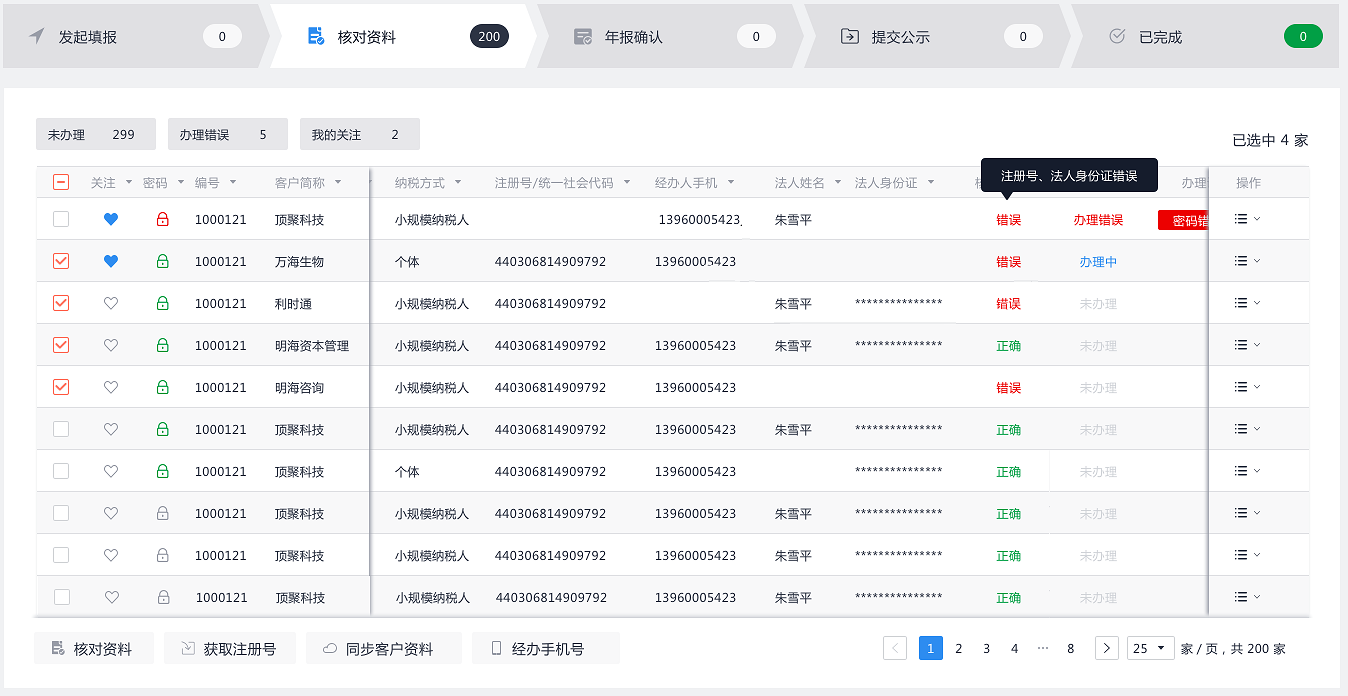 发起填报 0 核对资料 200 年报确认 0 提交公示 0 已完成 0
未办理 299 办理错误 5 我的关注 2 已选中 4 家
注册号、法人身份证错误
关注 密码 编号 客户简称 纳税方式 注册号/统一社会代码 经办人手机 法人姓名 法人身份证 办理 操作
1000121 顶聚科技 小规模纳税人 13960005423 朱雪平 错误 办理错误 密码错
1000121 万海生物 个体 440306814909792 13960005423 错误 办理中
1000121 利时通 小规模纳税人 440306814909792 朱雪平 *************** 错误 未办理
1000121 明海资本管理 小规模纳税人 440306814909792 13960005423 朱雪平 *************** 正确 未办理
1000121 明海咨询 小规模纳税人 440306814909792 13960005423 错误 未办理
1000121 顶聚科技 小规模纳税人 440306814909792 13960005423 朱雪平 *************** 正确 未办理
1000121 顶聚科技 个体 440306814909792 13960005423 *************** 正确 未办理
1000121 顶聚科技 小规模纳税人 440306814909792 13960005423 朱雪平 *************** 正确 未办理
1000121 顶聚科技 小规模纳税人 440306814909792 13960005423 朱雪平 *************** 正确 未办理
1000121 顶聚科技 小规模纳税人 440306814909792 13960005423 朱雪平 *************** 正确 未办理
核对资料 获取注册号 同步客户资料 经办手机号 < 1 2 3 4 ··· 8 > 25 家 / 页，共 200 家